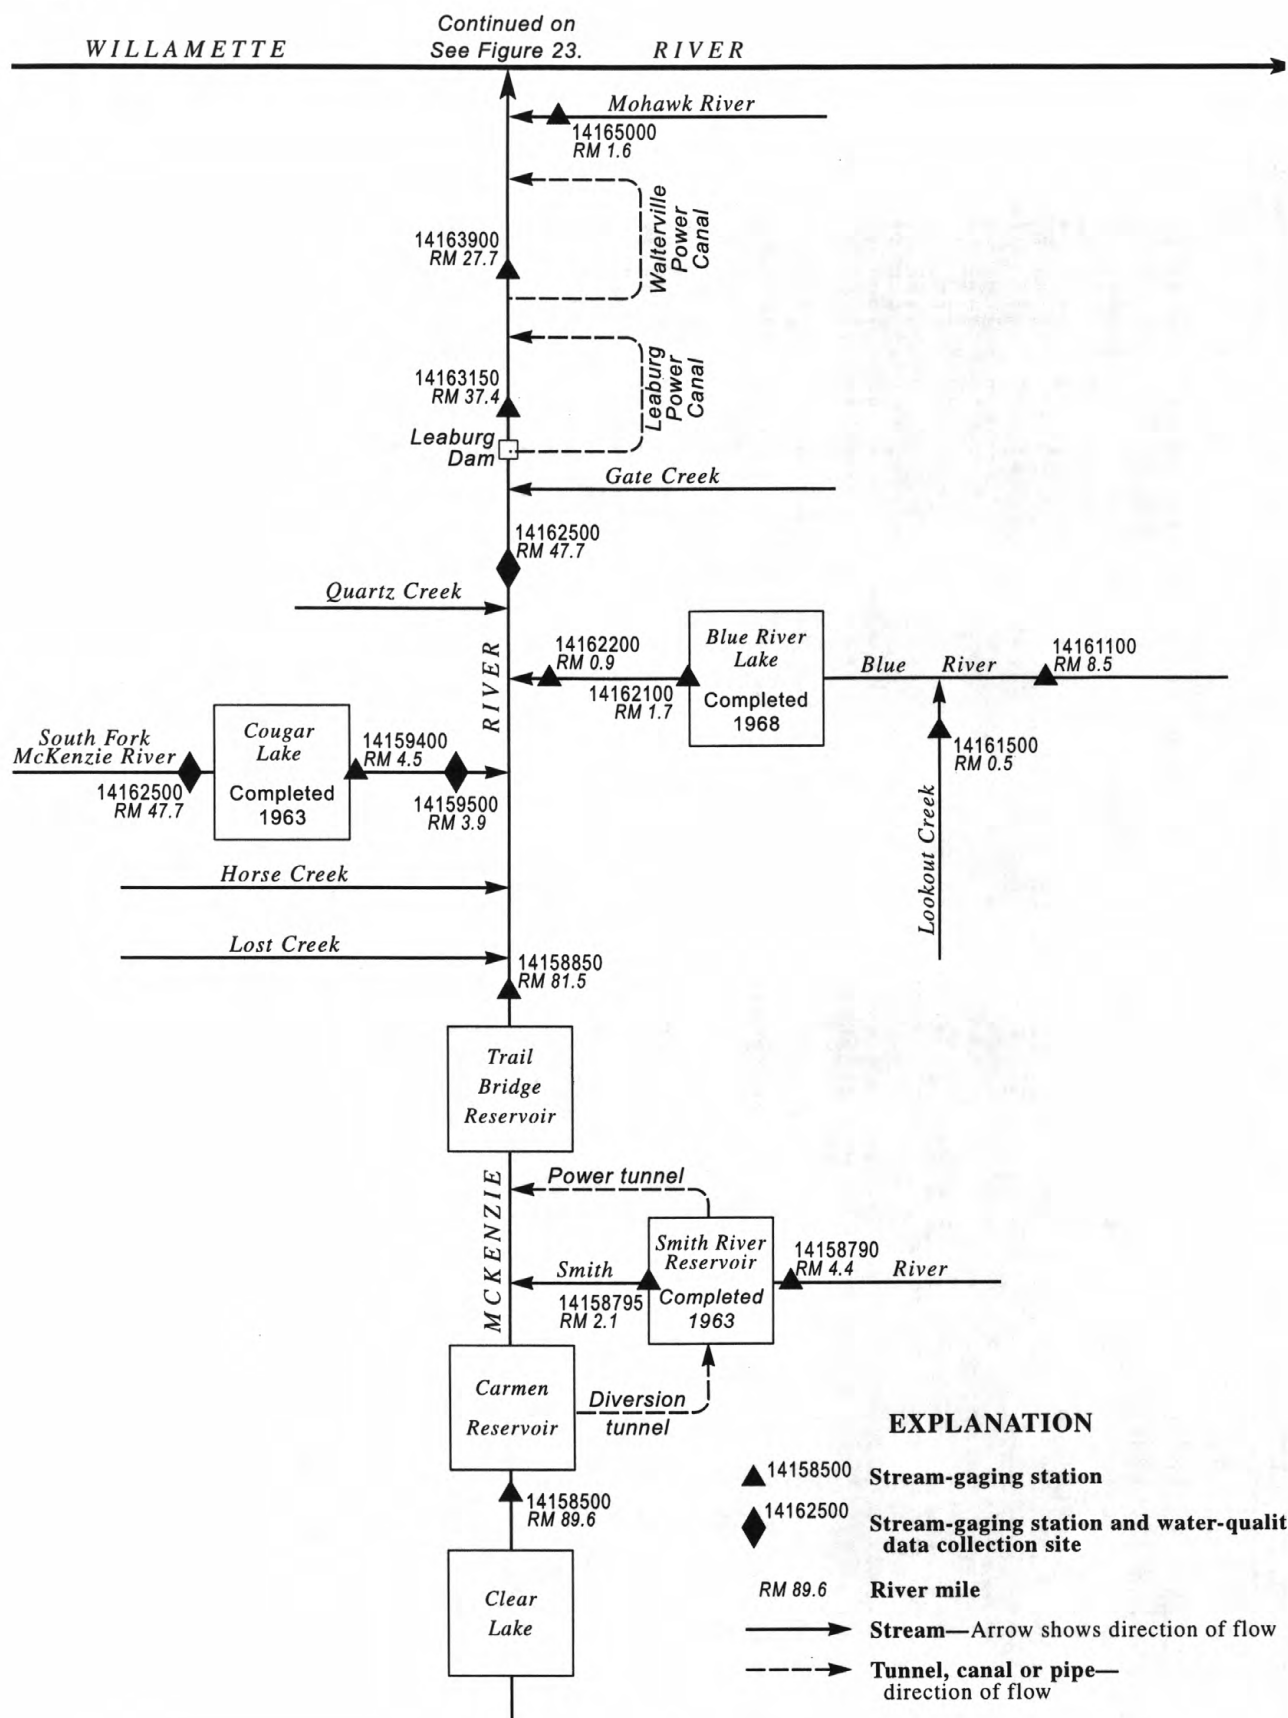 Continued on
See Figure 23.
WILLAMETTE RIVER
Mohawk River
14165000
RM 1.6
Walterville
Power
Canal
14163900
RM 27.7
Leaburg
Power
Canal
14163150
RM 37.4
Leaburg
Dam
Gate Creek
14162500
RM 47.7
Quartz Creek
RIVER
14162200
RM 0.9
14162100
RM 1.7
Blue River
Lake
Completed
1968
Blue River
14161100
RM 8.5
14161500
RM 0.5
Lookout Creek
South Fork
McKenzie River
14162500
RM 47.7
Cougar
Lake
Completed
1963
14159400
RM 4.5
14159500
RM 3.9
Horse Creek
Lost Creek
14158850
RM 81.5
Trail
Bridge
Reservoir
MCKENZIE
Power tunnel
Smith
14158795
RM 2.1
Smith River
Reservoir
Completed
1963
14158790
RM 4.4
River
Carmen
Reservoir
Diversion
tunnel
14158500
RM 89.6
Clear
Lake
EXPLANATION
14158500 Stream-gaging station
14162500 Stream-gaging station and water-qualit
data collection site
RM 89.6 River mile
Stream—Arrow shows direction of flow
Tunnel, canal or pipe—
direction of flow